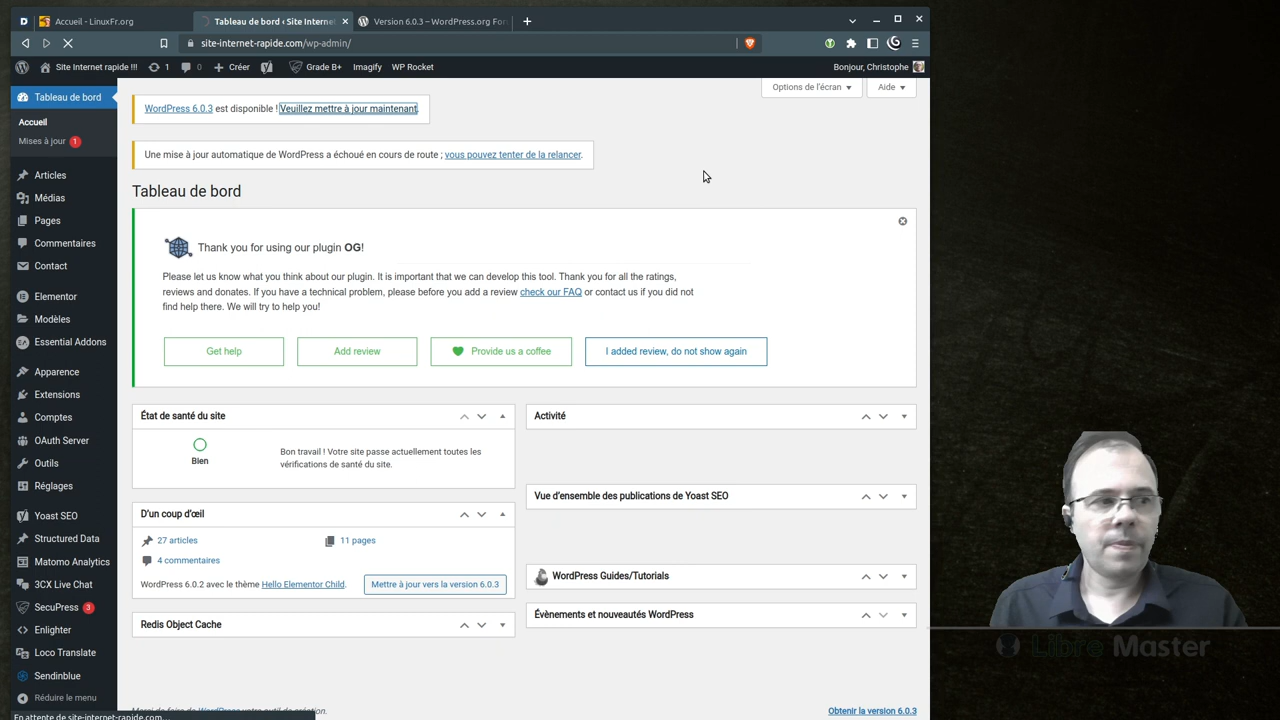 Accueil - LinuxFr.org
Tableau de bord ‹ Site Internet
Version 6.0.3 – WordPress.org For
site-internet-rapide.com/wp-admin/
Site Internet rapide !!!
1
0
Créer
Grade B+
Imagify
WP Rocket
Bonjour, Christophe
Tableau de bord
Accueil
Mises à jour 1
Articles
Médias
Pages
Commentaires
Contact
Elementor
Modèles
Essential Addons
Apparence
Extensions
Comptes
OAuth Server
Outils
Réglages
Yoast SEO
Structured Data
Matomo Analytics
3CX Live Chat
SecuPress 3
Enlighter
Loco Translate
Sendinblue
Réduire le menu
En attente de site-internet-rapide.com...
Options de l'écran
Aide
WordPress 6.0.3 est disponible ! Veuillez mettre à jour maintenant.
Une mise à jour automatique de WordPress a échoué en cours de route ; vous pouvez tenter de la relancer.
Tableau de bord
Thank you for using our plugin OG!
Please let us know what you think about our plugin. It is important that we can develop this tool. Thank you for all the ratings,
reviews and donates. If you have a technical problem, please before you add a review check our FAQ or contact us if you did not
find help there. We will try to help you!
Get help
Add review
Provide us a coffee
I added review, do not show again
État de santé du site
Bien
Bon travail ! Votre site passe actuellement toutes les
vérifications de santé du site.
D'un coup d'œil
27 articles
11 pages
4 commentaires
WordPress 6.0.2 avec le thème Hello Elementor Child.
Mettre à jour vers la version 6.0.3
Redis Object Cache
Activité
Vue d'ensemble des publications de Yoast SEO
WordPress Guides/Tutorials
Évènements et nouveautés WordPress
Merci de faire de WordPress votre outil de création.
Obtenir la version 6.0.3
Libre Master